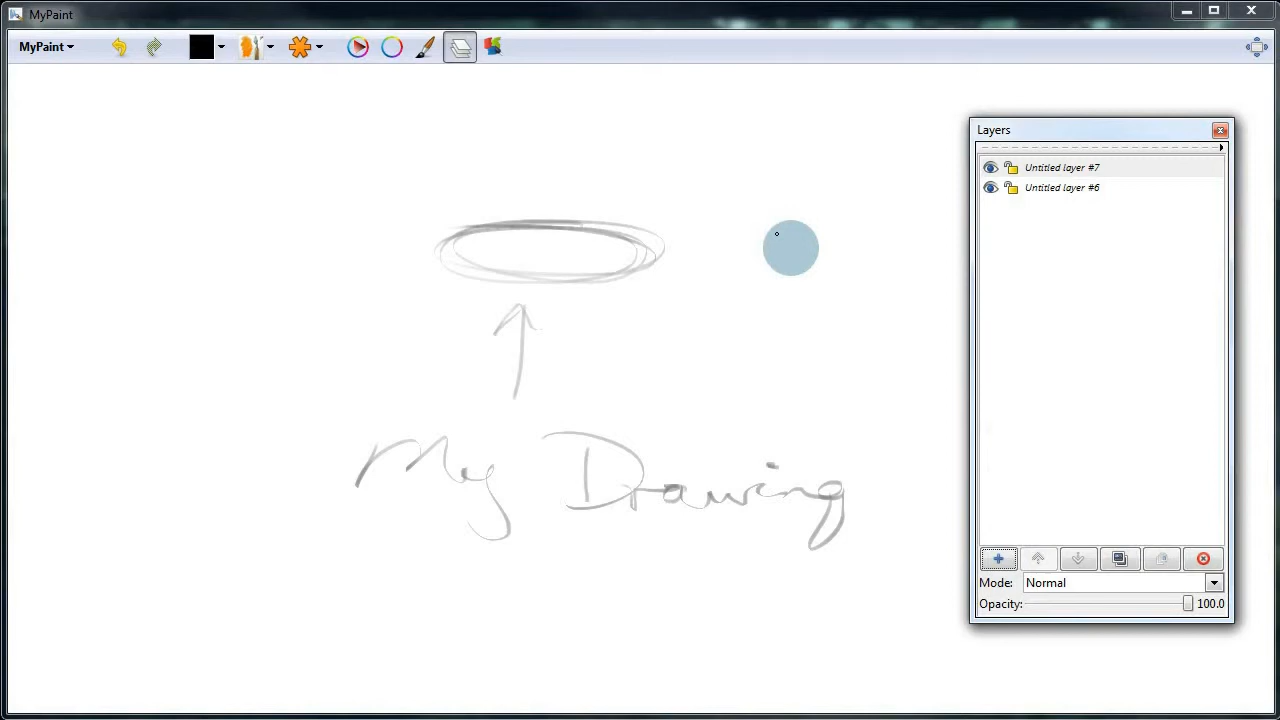 MyPaint
MyPaint
Layers
Untitled layer #7
Untitled layer #6
My Drawing
Mode: Normal
Opacity: 100.0